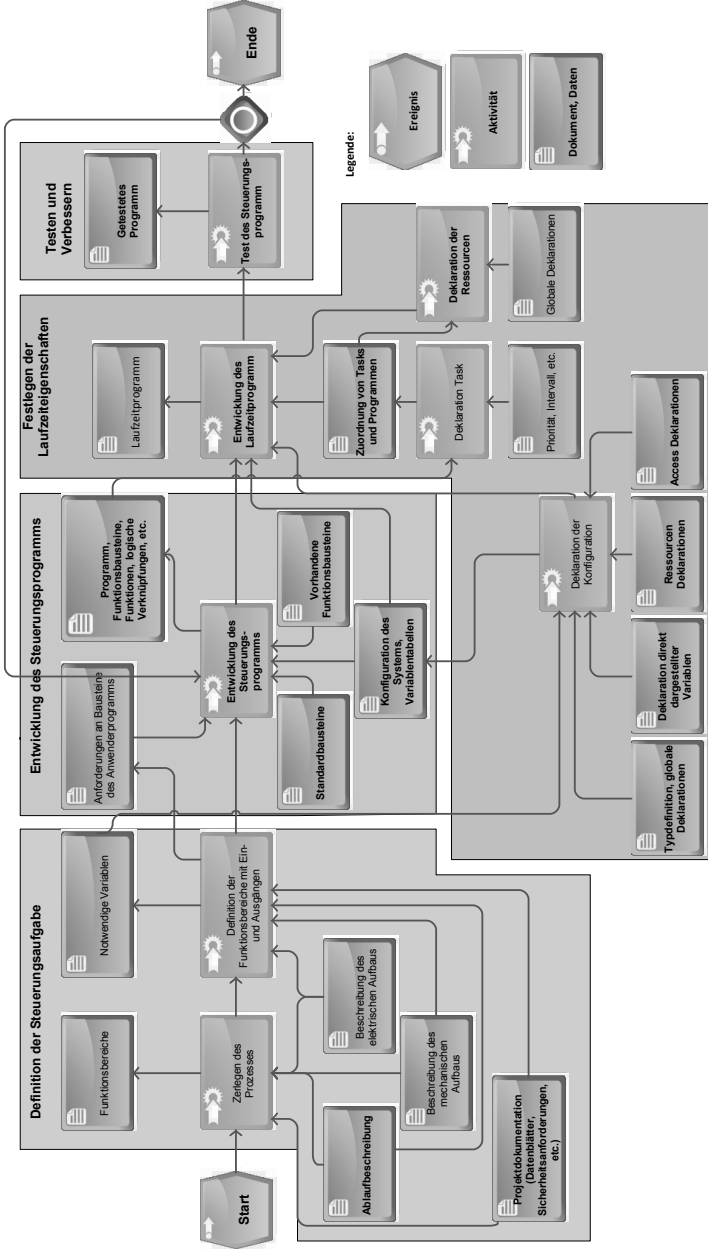 Definition der Steuerungsaufgabe
Start
Funktionsbereiche
Zerlegen des
Prozesses
Ablaufbeschreibung
Projektdokumentation
(Datenblätter,
Sicherheitsanforderungen,
etc.)
Beschreibung des
mechanischen
Aufbaus
Beschreibung des
elektrischen Aufbaus
Notwendige Variablen
Definition der
Funktionsbereiche mit Ein-
und Ausgängen
Entwicklung des Steuerungsprogramms
Anforderungen an Bausteine
des Anwenderprogramms
Programm,
Funktionsbausteine,
Funktionen, logische
Verknüpfungen, etc.
Entwicklung des
Steuerungs-
programms
Standardbausteine
Vorhandene
Funktionsbausteine
Konfiguration des
Systems,
Variablentabellen
Festlegen der
Laufzeiteigenschaften
Laufzeitprogramm
Entwicklung des
Laufzeitprogramm
Zuordnung von Tasks
und Programmen
Deklaration Task
Priorität, Intervall, etc.
Deklaration der
Ressourcen
Globale Deklarationen
Deklaration der
Konfiguration
Typdefinition, globale
Deklarationen
Deklaration direkt
dargestellter
Variablen
Ressourcen
Deklarationen
Access Deklarationen
Testen und
Verbessern
Getestetes
Programm
Test des Steuerungs-
programm
Ende
Legende:
Ereignis
Aktivität
Dokument, Daten